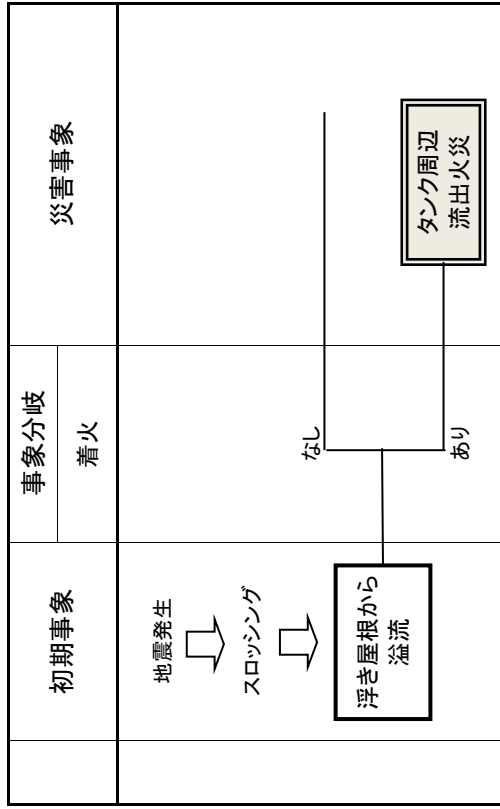 初期事象
事象分岐
着火
災害事象
地震発生
スロッシング
浮き屋根から
溢流
なし
あり
タンク周辺
流出火災